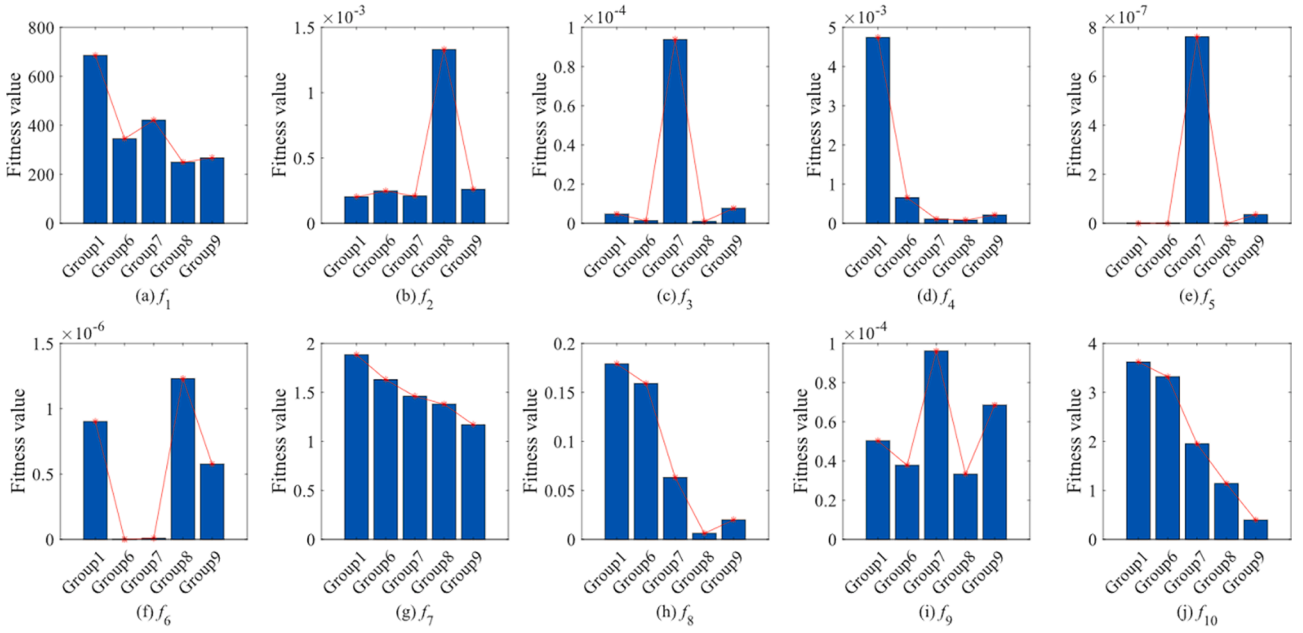 800
600
400
200
0
Fitness value
Group1
Group6
Group7
Group8
Group9
(a) f1
×10-3
1.5
1
0.5
0
Fitness value
Group1
Group6
Group7
Group8
Group9
(b) f2
×10-4
1
0.8
0.6
0.4
0.2
0
Fitness value
Group1
Group6
Group7
Group8
Group9
(c) f3
×10-3
5
4
3
2
1
0
Fitness value
Group1
Group6
Group7
Group8
Group9
(d) f4
×10-7
8
6
4
2
0
Fitness value
Group1
Group6
Group7
Group8
Group9
(e) f5
×10-6
1.5
1
0.5
0
Fitness value
Group1
Group6
Group7
Group8
Group9
(f) f6
2
1.5
1
0.5
0
Fitness value
Group1
Group6
Group7
Group8
Group9
(g) f7
0.2
0.15
0.1
0.05
0
Fitness value
Group1
Group6
Group7
Group8
Group9
(h) f8
×10-4
1
0.8
0.6
0.4
0.2
0
Fitness value
Group1
Group6
Group7
Group8
Group9
(i) f9
4
3
2
1
0
Fitness value
Group1
Group6
Group7
Group8
Group9
(j) f10